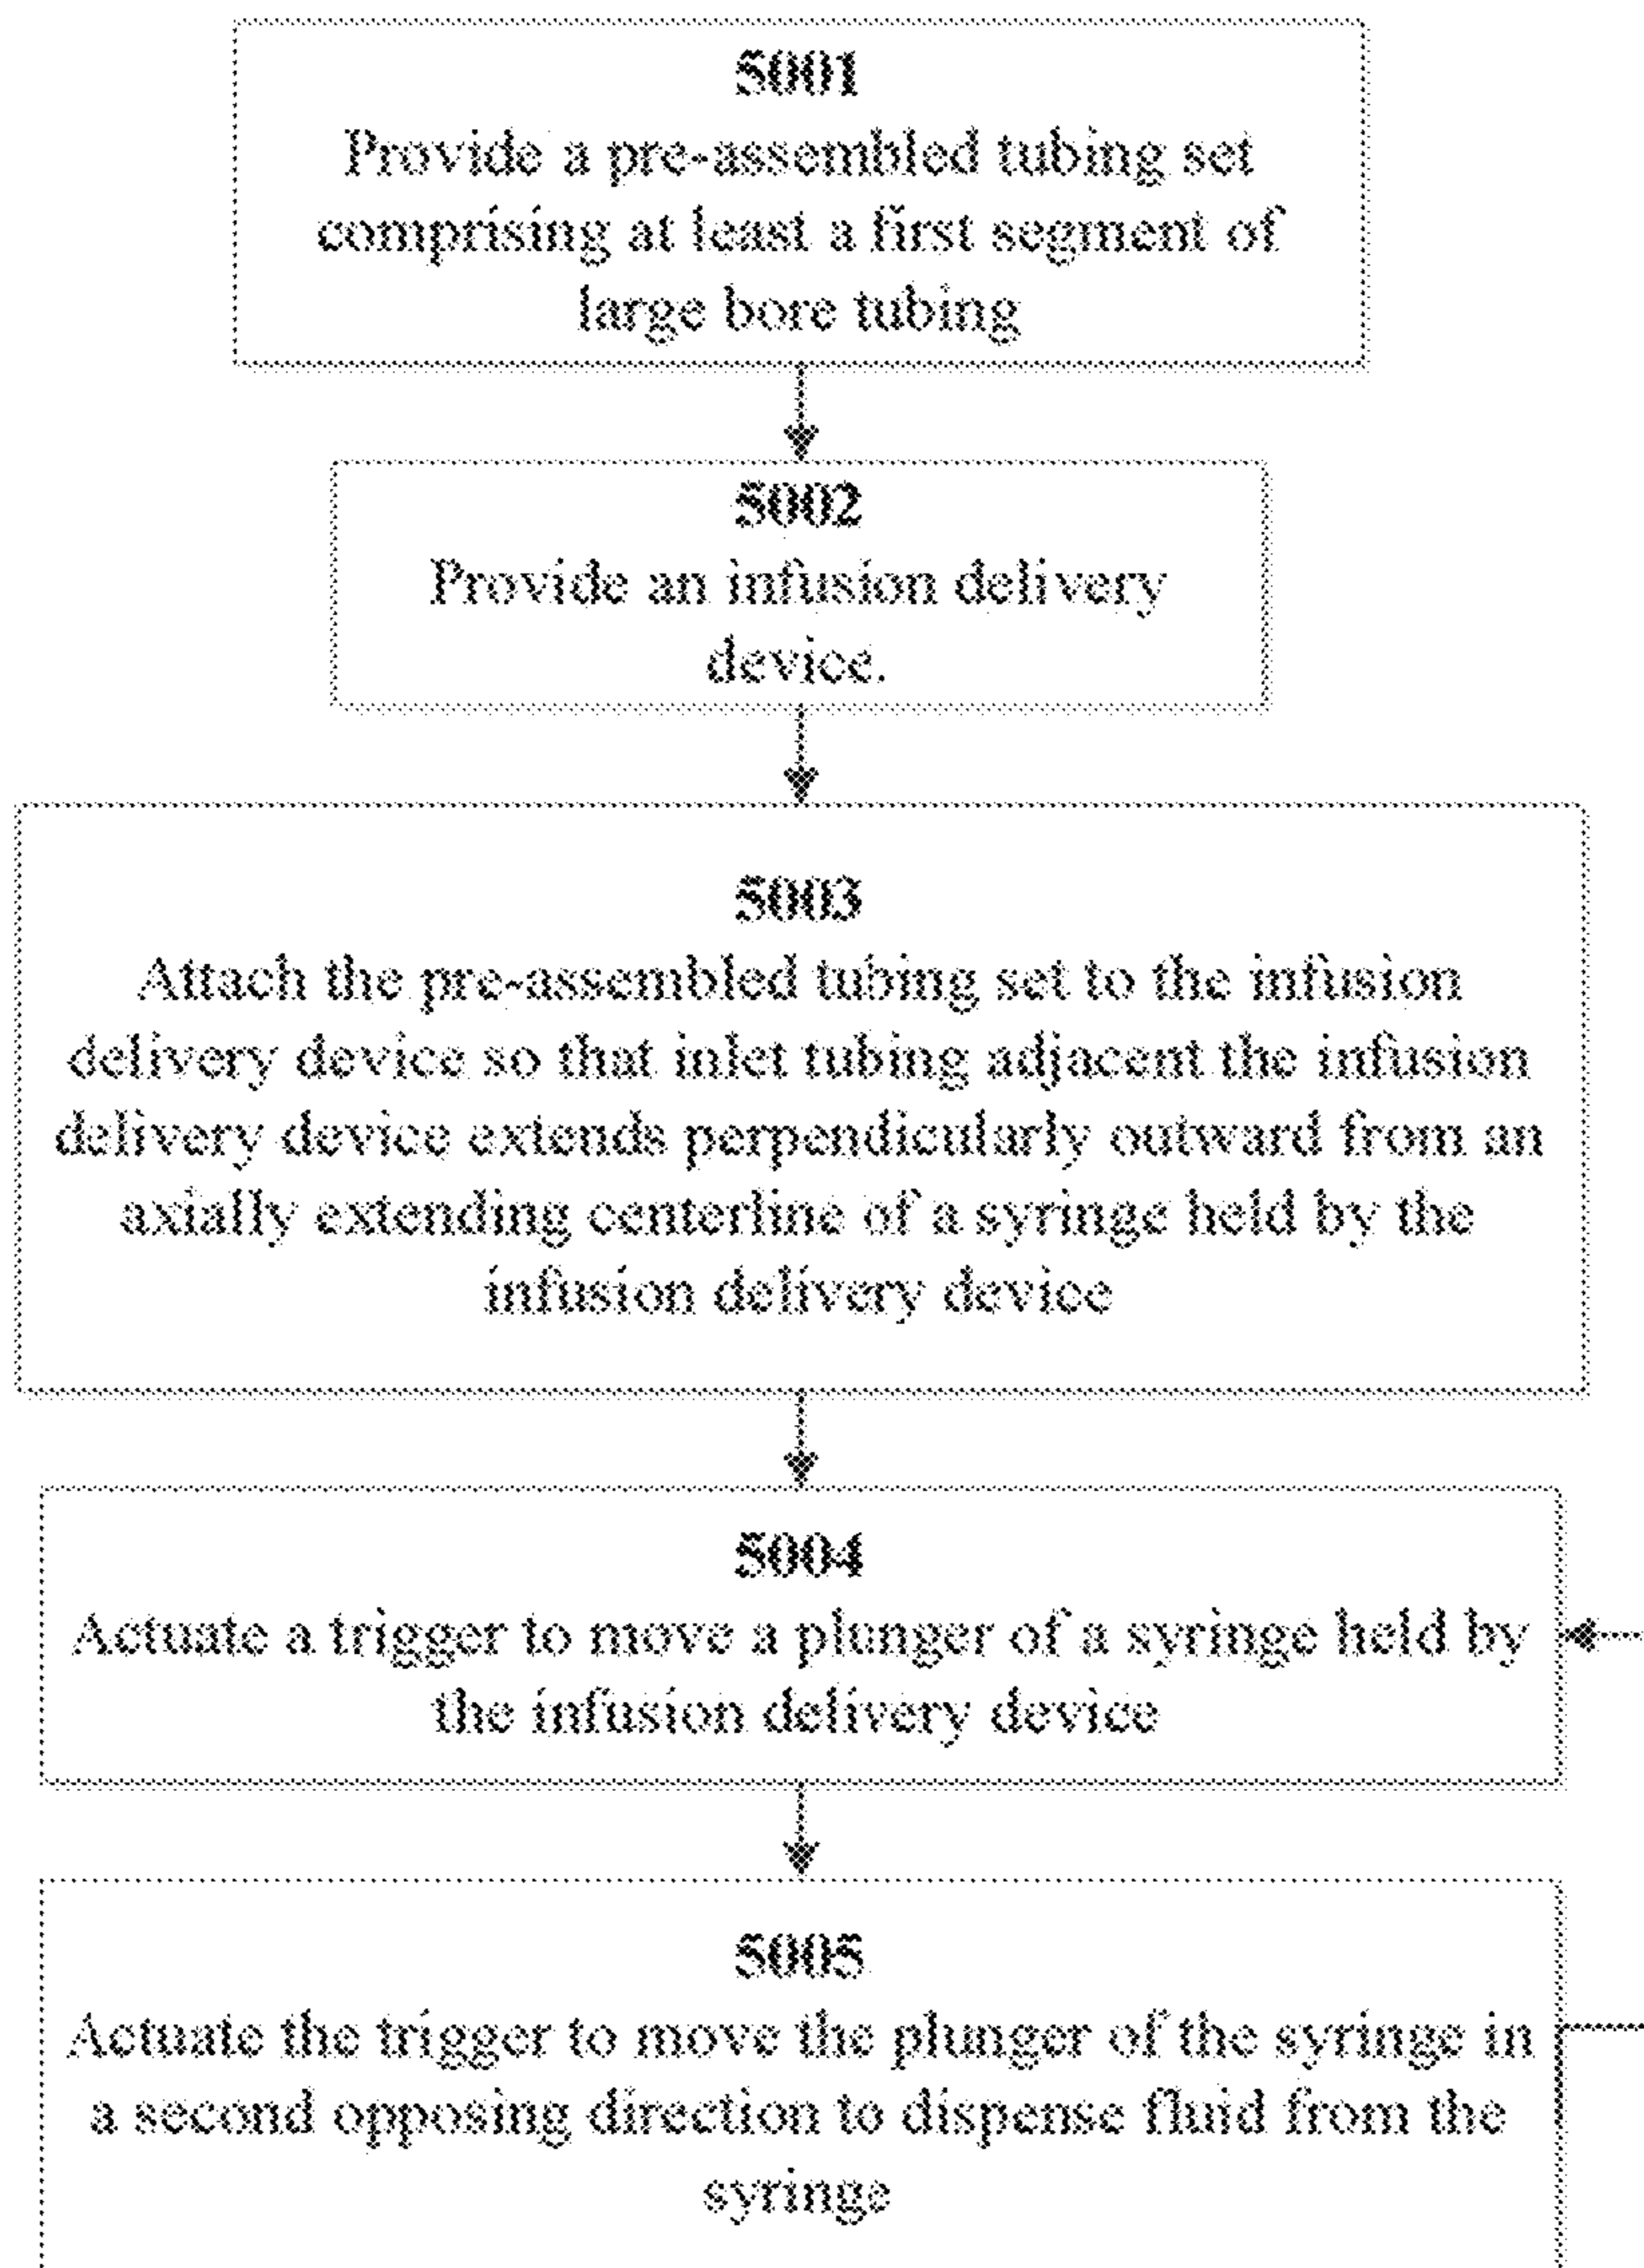 5001
Provide a pre-assembled tubing set
comprising at least a first segment of
large bore tubing
5002
Provide an infusion delivery
device.
5003
Attach the pre-assembled tubing set to the infusion
delivery device so that inlet tubing adjacent the infusion
delivery device extends perpendicularly outward from an
axially extending centerline of a syringe held by the
infusion delivery device
5004
Actuate a trigger to move a plunger of a syringe held by
the infusion delivery device
5005
Actuate the trigger to move the plunger of the syringe in
a second opposing direction to dispense fluid from the
syringe